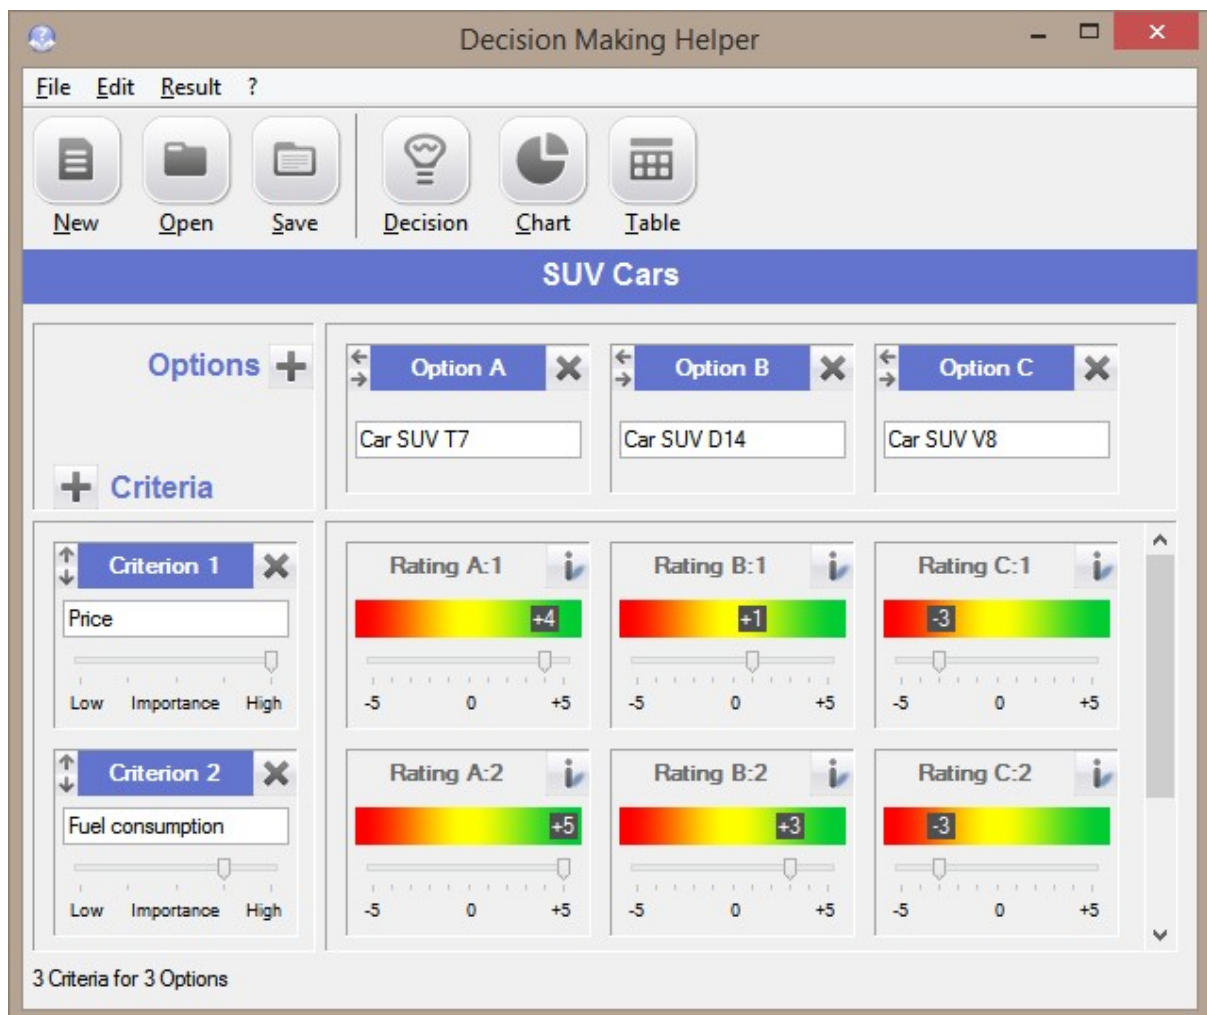 Decision Making Helper
File Edit Result ?
New Open Save Decision Chart Table
SUV Cars
Options Option A Option B Option C
Car SUV T7 Car SUV D14 Car SUV V8
Criteria
Criterion 1 Rating A:1 Rating B:1 Rating C:1
Price +4 +1 -3
Low Importance High -5 0 +5 -5 0 +5 -5 0 +5
Criterion 2 Rating A:2 Rating B:2 Rating C:2
Fuel consumption +5 +3 -3
Low Importance High -5 0 +5 -5 0 +5 -5 0 +5
3 Criteria for 3 Options